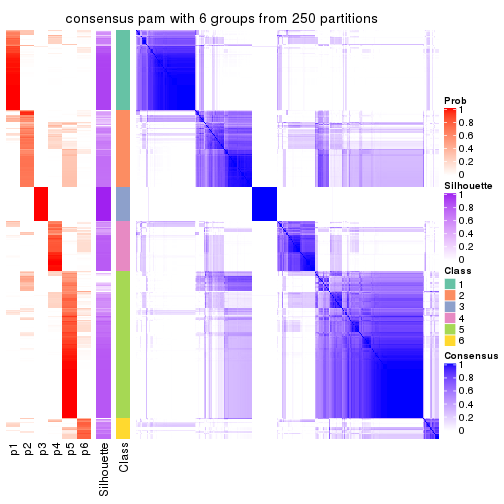 consensus pam with 6 groups from 250 partitions
Prob
1
0.8
0.6
0.4
0.2
0
Silhouette
1
0.8
0.6
0.4
0.2
0
Class
1
2
3
4
5
6
Consensus
1
0.8
0.6
0.4
0.2
0
p1
p2
p3
p4
p5
p6
Silhouette
Class